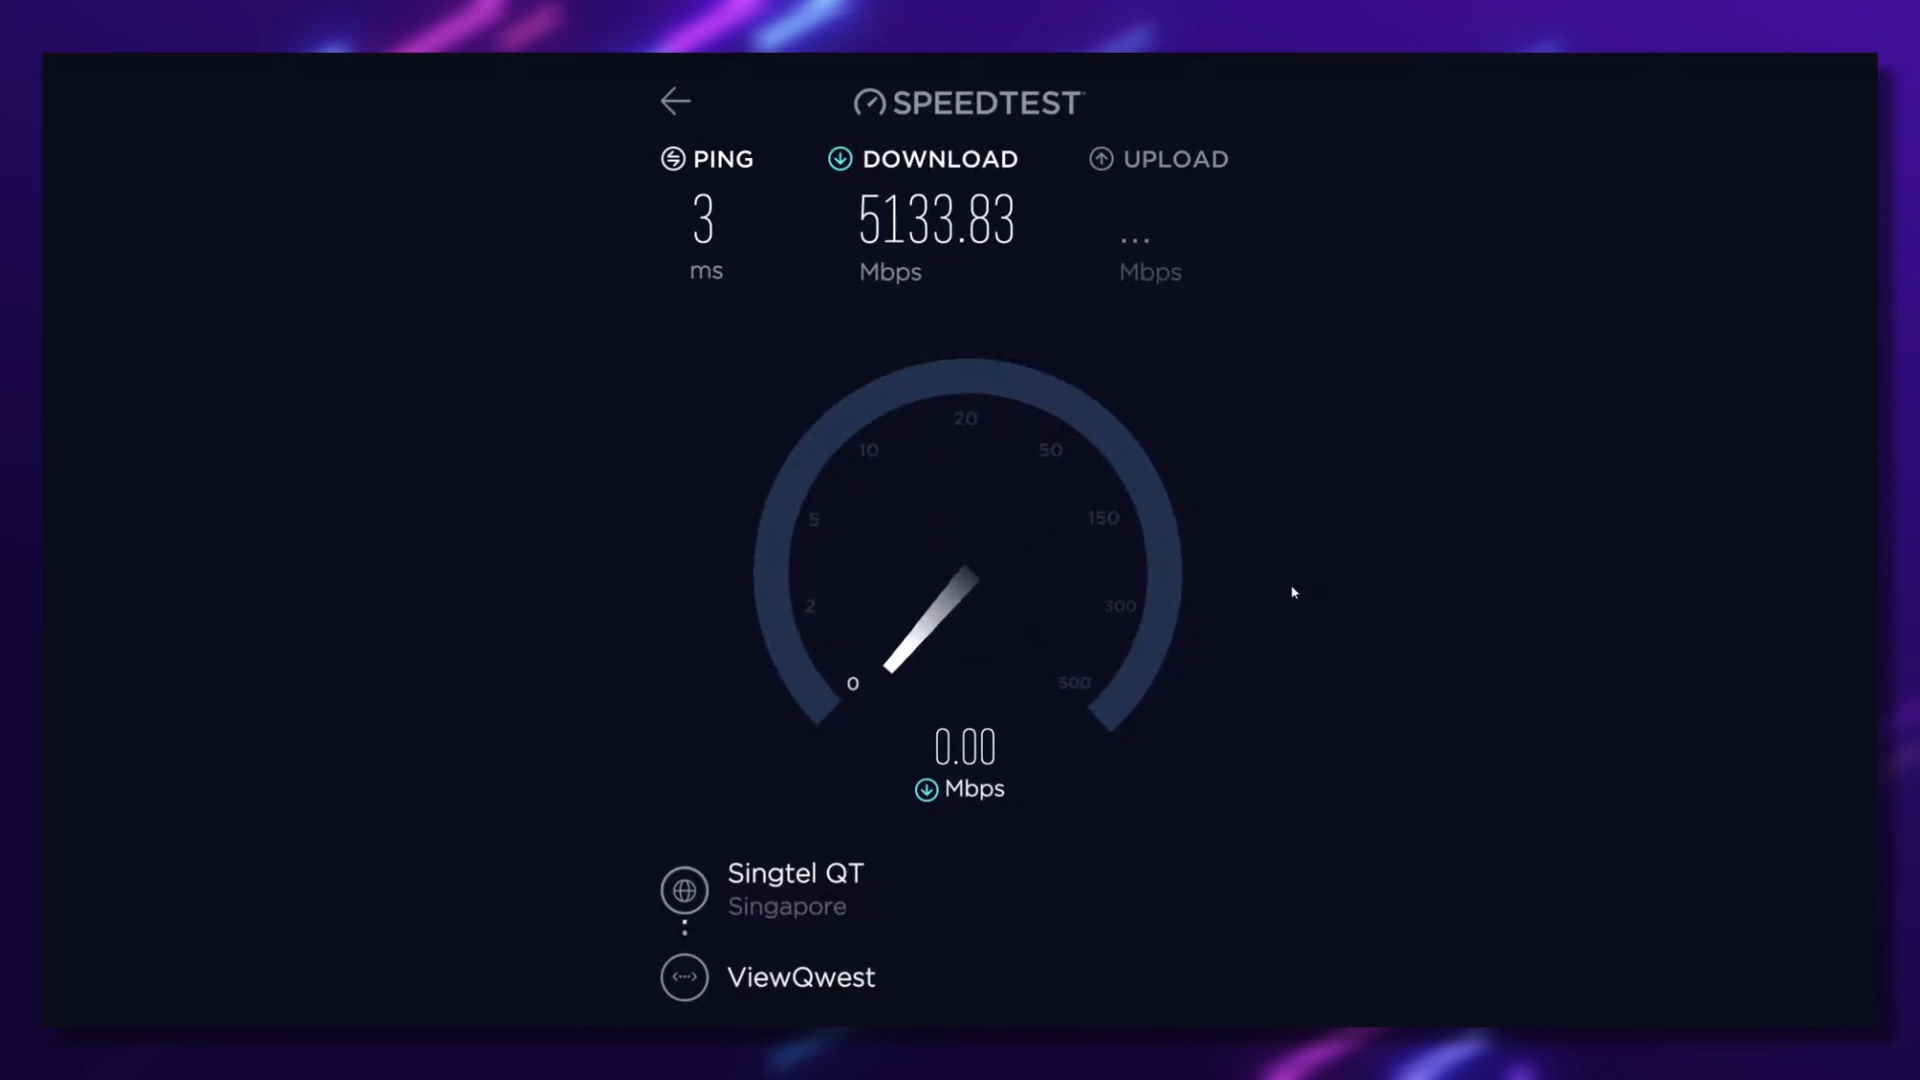 SPEEDTEST
PING
DOWNLOAD
UPLOAD
3
5133.83
...
ms
Mbps
Mbps
20
10
50
5
150
2
300
0
500
0.00
Mbps
Singtel QT
Singapore
ViewQwest